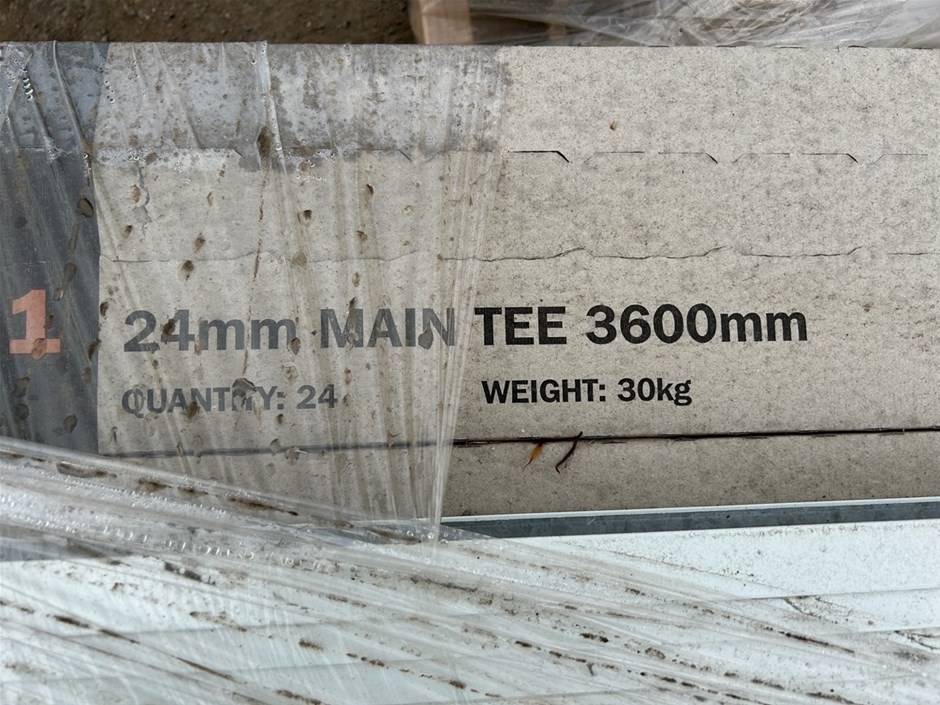 1
24mm MAIN TEE 3600mm
QUANTITY: 24 WEIGHT: 30kg